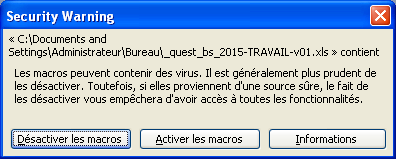 Security Warning
« C:\Documents and
Settings\Administrateur\Bureau\_quest_bs_2015-TRAVAIL-v01.xls » contient
Les macros peuvent contenir des virus. Il est généralement plus prudent de
les désactiver. Toutefois, si elles proviennent d'une source sûre, le fait de
les désactiver vous empêchera d'avoir accès à toutes les fonctionnalités.
Désactiver les macros
Activer les macros
Informations